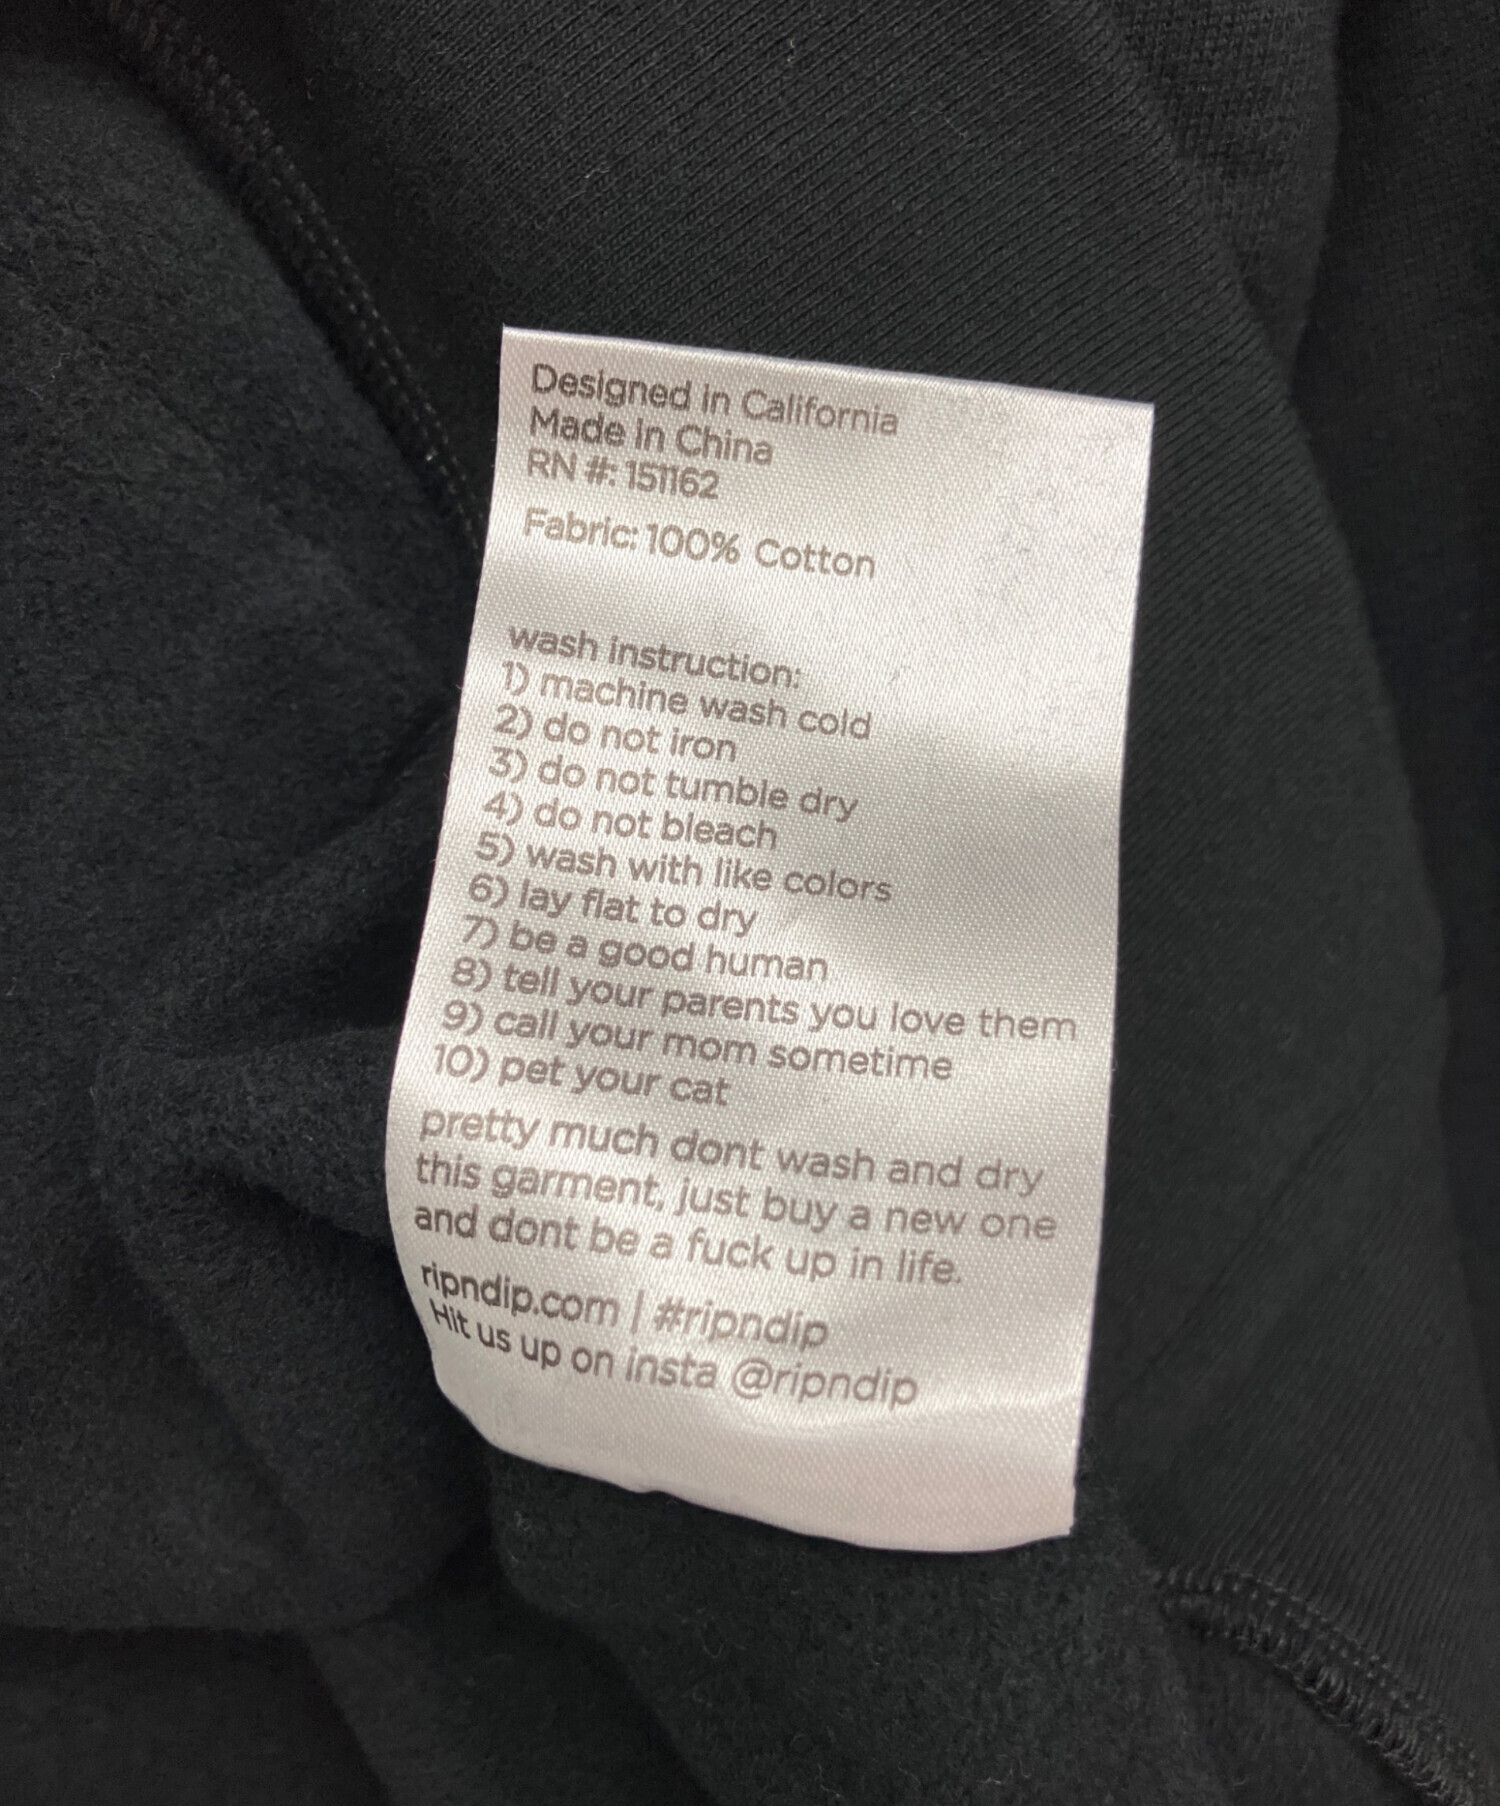 Designed in California
Made in China
RN #: 151162
Fabric: 100% Cotton
wash instruction:
1) machine wash cold
2) do not iron
3) do not tumble dry
4) do not bleach
5) wash with like colors
6) lay flat to dry
7) be a good human
8) tell your parents you love them
9) call your mom sometime
10) pet your cat
pretty much dont wash and dry
this garment, just buy a new one
and dont be a fuck up in life.
ripndip.com | #ripndip
Hit us up on insta @ripndip